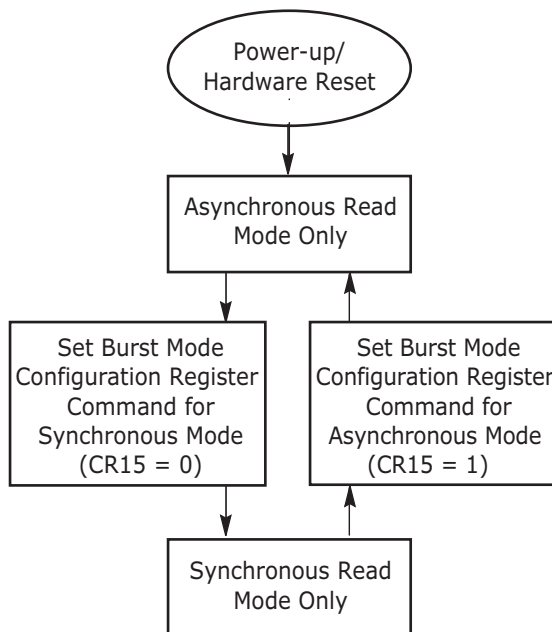 Power-up/
Hardware Reset
Asynchronous Read
Mode Only
Set Burst Mode
Configuration Register
Command for
Synchronous Mode
(CR15 = 0)
Set Burst Mode
Configuration Register
Command for
Asynchronous Mode
(CR15 = 1)
Synchronous Read
Mode Only